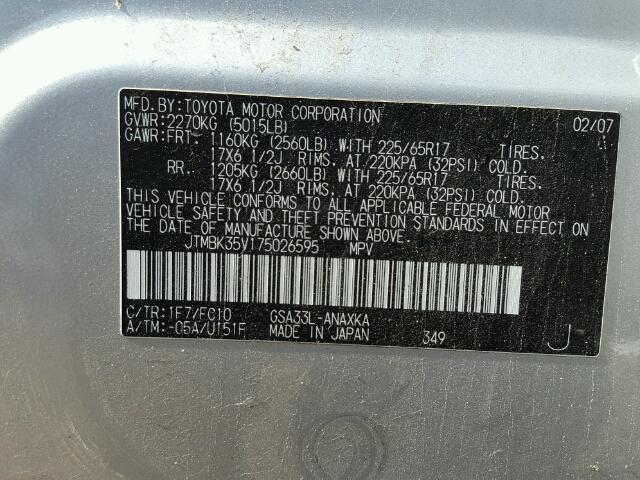 MFD.BY:TOYOTA MOTOR CORPORATION 02/07
GVWR:2270KG (5015LB)
GAWR:FRT. 1160KG (2560LB) WITH 225/65R17 TIRES.
17X6 1/2J RIMS. AT 220KPA (32PSI) COLD.
RR. 1205KG (2660LB) WITH 225/65R17 TIRES.
17X6 1/2J RIMS. AT 220KPA (32PSI) COLD.
THIS VEHICLE CONFORMS TO ALL APPLICABLE FEDERAL MOTOR
VEHICLE SAFETY AND THEFT PREVENTION STANDARDS IN EFFECT ON
THE DATE OF MANUFACTURE SHOWN ABOVE.
JTMBK35V175026595 MPV
C/TR:1F7/FC10 GSA33L-ANAXKA
A/TM:-05A/U151F MADE IN JAPAN 349 J